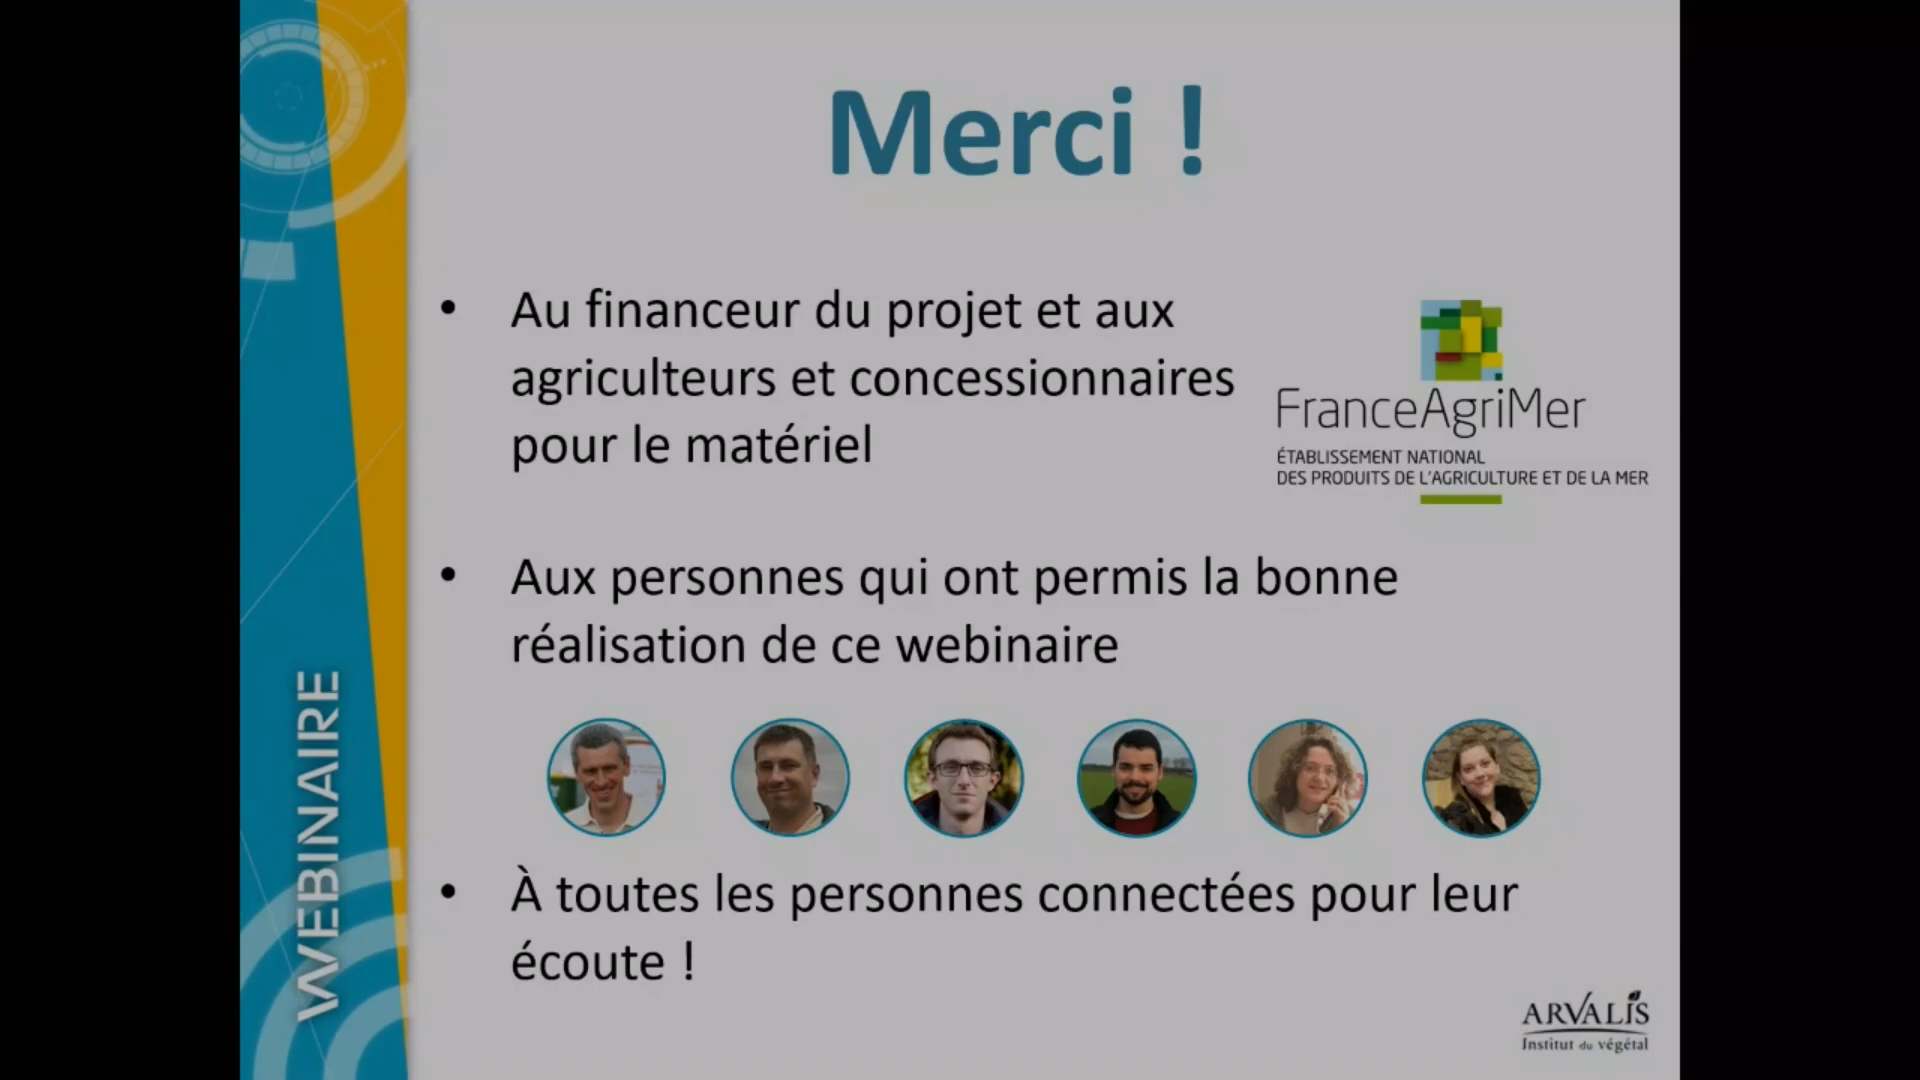 Merci !
• Au financeur du projet et aux
agriculteurs et concessionnaires
pour le matériel
FranceAgriMer
ÉTABLISSEMENT NATIONAL
DES PRODUITS DE L'AGRICULTURE ET DE LA MER
• Aux personnes qui ont permis la bonne
réalisation de ce webinaire
• À toutes les personnes connectées pour leur
écoute !
WEBINAIRE
ARVALIS
Institut du végétal